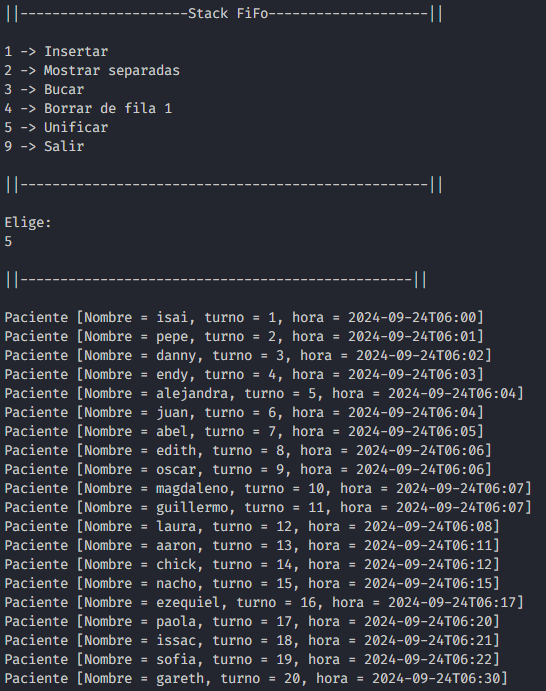 ||---------------------Stack FiFo--------------------||
1 -> Insertar
2 -> Mostrar separadas
3 -> Bucar
4 -> Borrar de fila 1
5 -> Unificar
9 -> Salir
||---------------------------------------------------||
Elige:
5
||-------------------------------------------------||
Paciente [Nombre = isai, turno = 1, hora = 2024-09-24T06:00]
Paciente [Nombre = pepe, turno = 2, hora = 2024-09-24T06:01]
Paciente [Nombre = danny, turno = 3, hora = 2024-09-24T06:02]
Paciente [Nombre = endy, turno = 4, hora = 2024-09-24T06:03]
Paciente [Nombre = alejandra, turno = 5, hora = 2024-09-24T06:04]
Paciente [Nombre = juan, turno = 6, hora = 2024-09-24T06:04]
Paciente [Nombre = abel, turno = 7, hora = 2024-09-24T06:05]
Paciente [Nombre = edith, turno = 8, hora = 2024-09-24T06:06]
Paciente [Nombre = oscar, turno = 9, hora = 2024-09-24T06:06]
Paciente [Nombre = magdaleno, turno = 10, hora = 2024-09-24T06:07]
Paciente [Nombre = guillermo, turno = 11, hora = 2024-09-24T06:07]
Paciente [Nombre = laura, turno = 12, hora = 2024-09-24T06:08]
Paciente [Nombre = aaron, turno = 13, hora = 2024-09-24T06:11]
Paciente [Nombre = chick, turno = 14, hora = 2024-09-24T06:12]
Paciente [Nombre = nacho, turno = 15, hora = 2024-09-24T06:15]
Paciente [Nombre = ezequiel, turno = 16, hora = 2024-09-24T06:17]
Paciente [Nombre = paola, turno = 17, hora = 2024-09-24T06:20]
Paciente [Nombre = issac, turno = 18, hora = 2024-09-24T06:21]
Paciente [Nombre = sofia, turno = 19, hora = 2024-09-24T06:22]
Paciente [Nombre = gareth, turno = 20, hora = 2024-09-24T06:30]